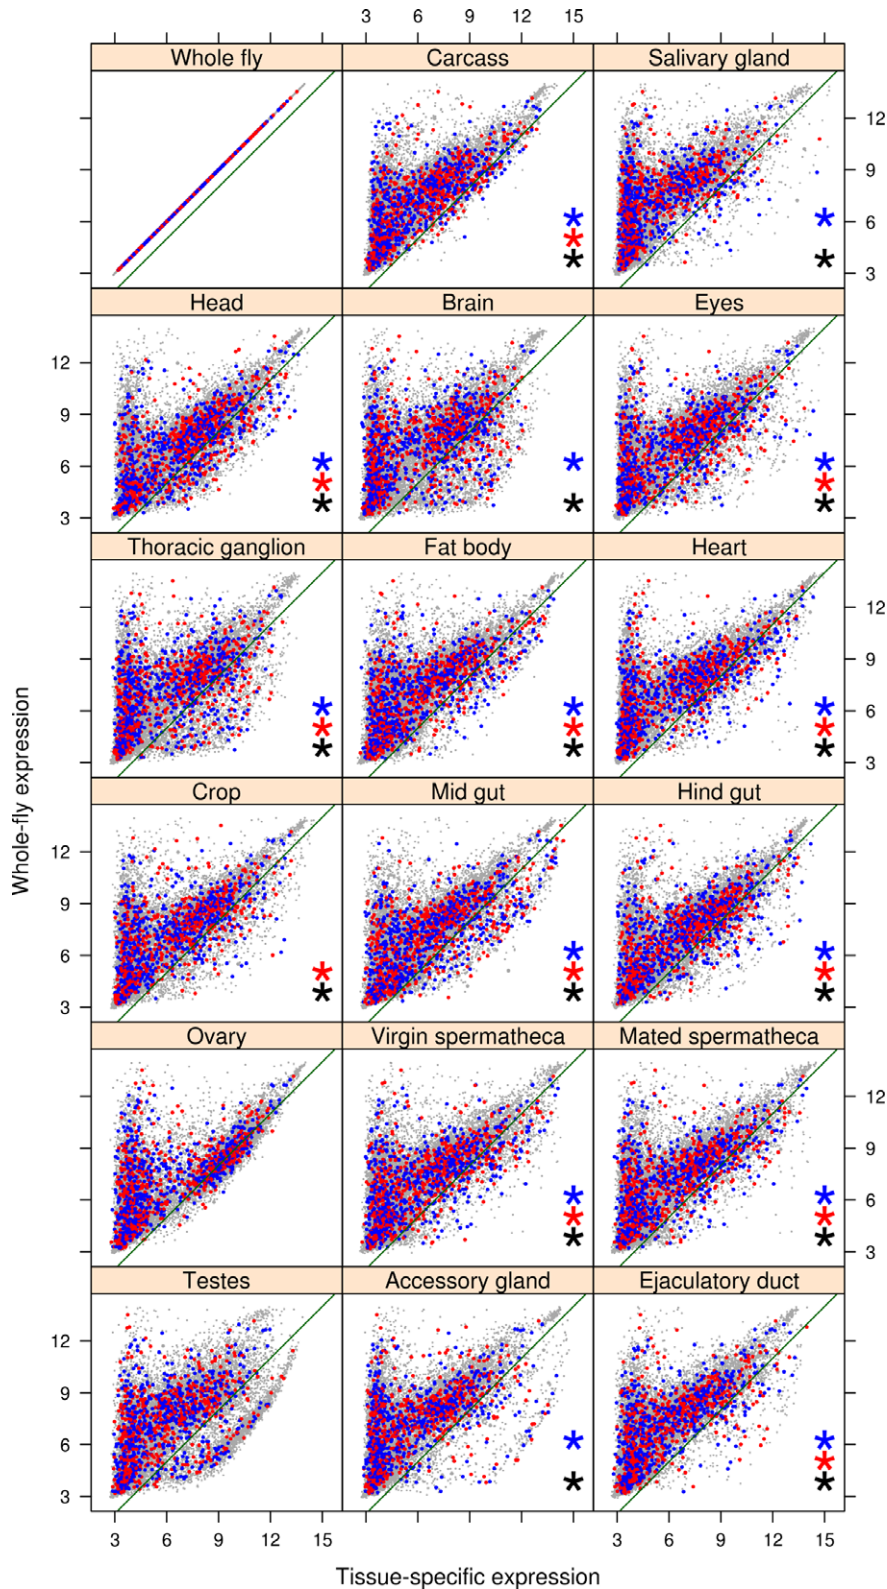 3 9 15
Whole fly Carcass Salivary gland
12
9
6
3
Head Brain Eyes
12
9
6
3
Thoracic ganglion Fat body Heart
12
9
6
3
Crop Mid gut Hind gut
12
9
6
3
Ovary Virgin spermatheca Mated spermatheca
12
9
6
3
Testes Accessory gland Ejaculatory duct
12
9
6
3
3 6 9 12 15 3 6 9 12 15
Tissue-specific expression
Whole-fly expression